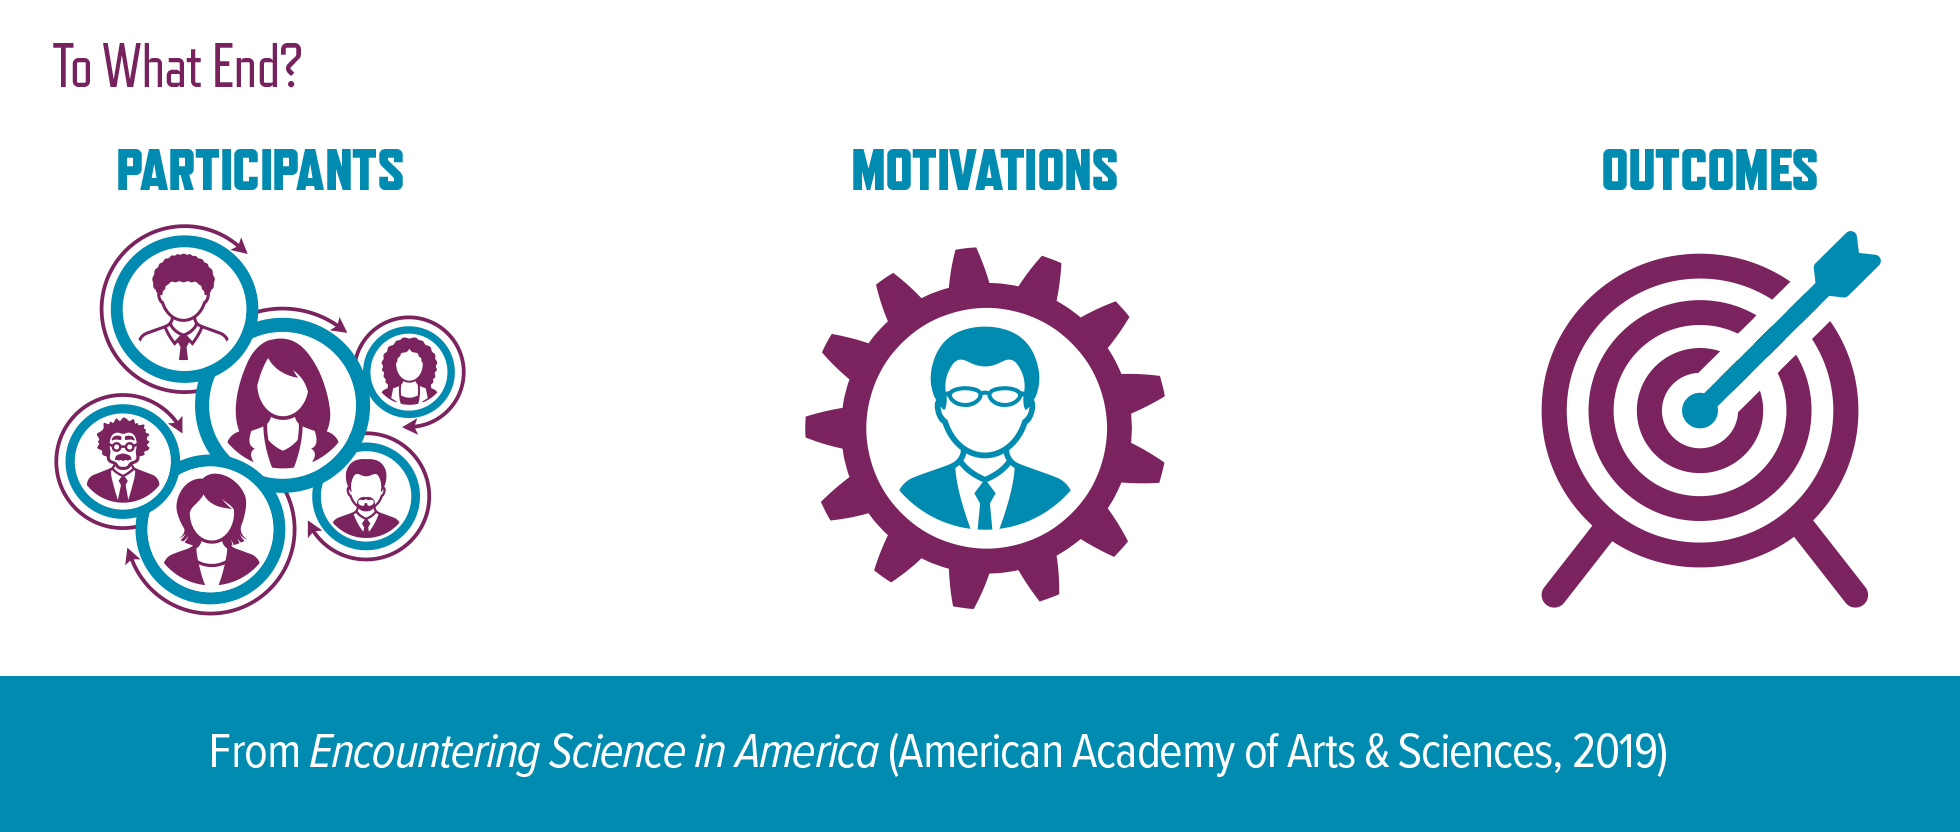 To What End?
PARTICIPANTS
MOTIVATIONS
OUTCOMES
From Encountering Science in America (American Academy of Arts & Sciences, 2019)